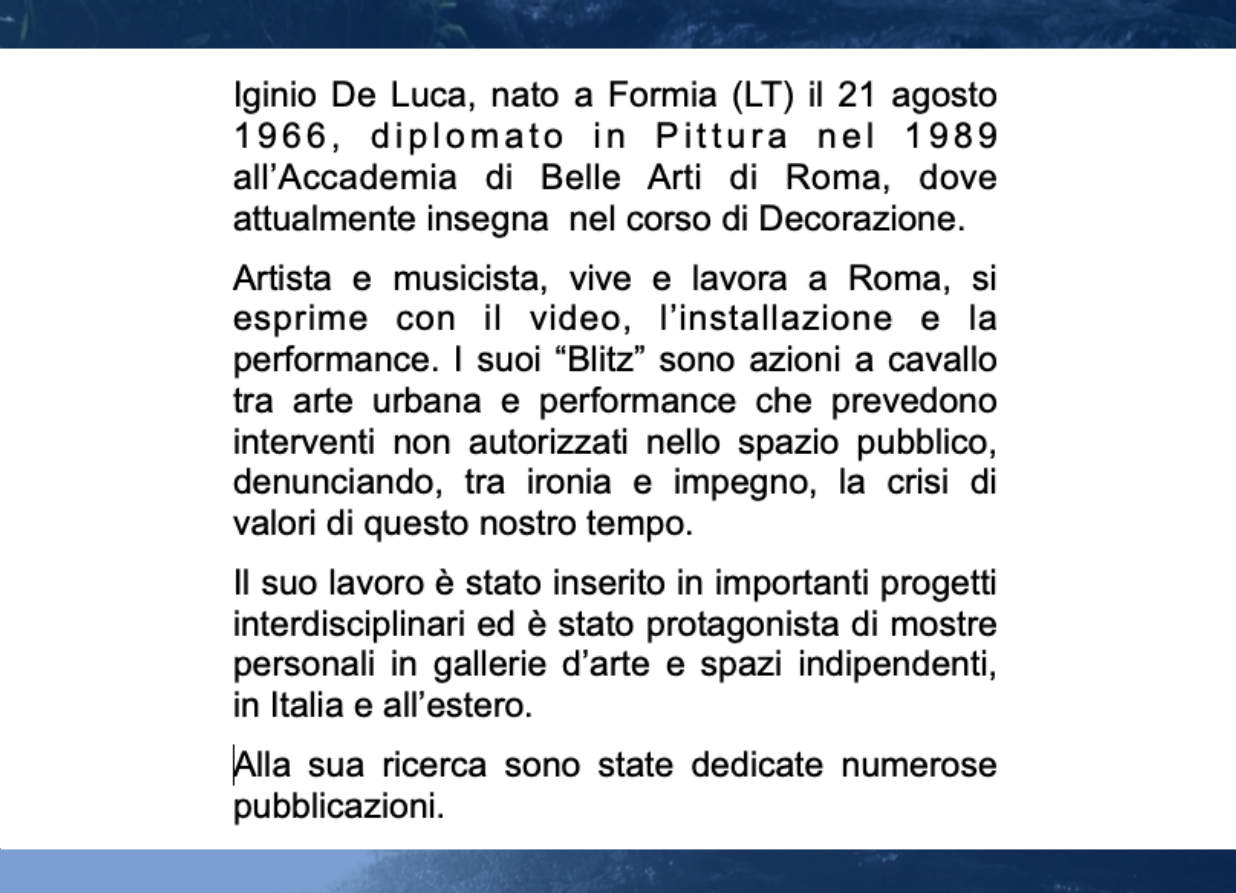 Iginio De Luca, nato a Formia (LT) il 21 agosto
1966, diplomato in Pittura nel 1989
all’Accademia di Belle Arti di Roma, dove
attualmente insegna  nel corso di Decorazione.
Artista e musicista, vive e lavora a Roma, si
esprime con il video, l’installazione e la
performance. I suoi “Blitz” sono azioni a cavallo
tra arte urbana e performance che prevedono
interventi non autorizzati nello spazio pubblico,
denunciando, tra ironia e impegno, la crisi di
valori di questo nostro tempo.
Il suo lavoro è stato inserito in importanti progetti
interdisciplinari ed è stato protagonista di mostre
personali in gallerie d’arte e spazi indipendenti,
in Italia e all’estero.
Alla sua ricerca sono state dedicate numerose
pubblicazioni.